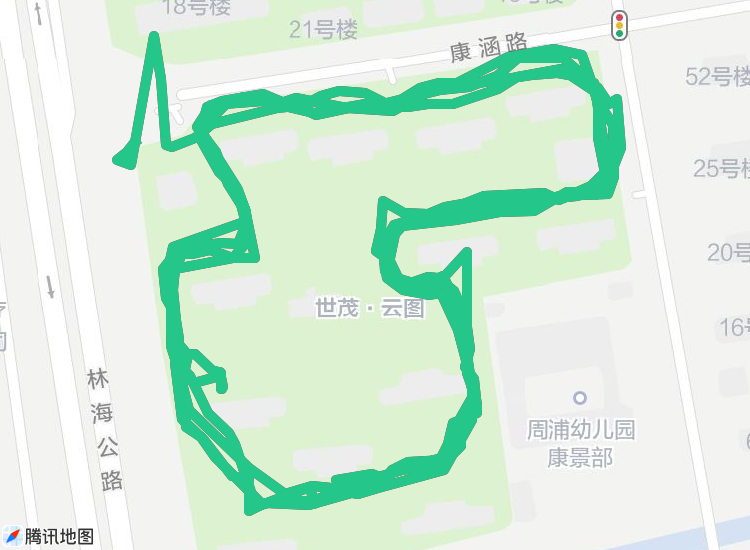 18号楼
21号楼
康涵路
52号楼
25号楼
20号
16号
世茂·云图
林海公路
周浦幼儿园
康景部
腾讯地图